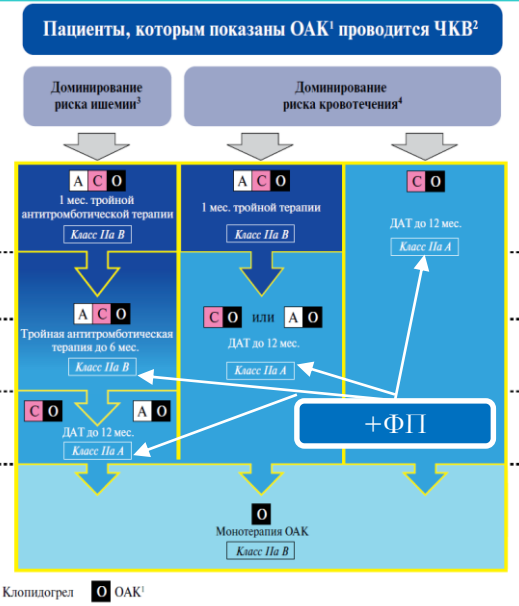 Пациенты, которым показаны ОАК¹ проводится ЧКВ²
Доминирование
риска ишемии³
Доминирование
риска кровотечения⁴
А С О
1 мес. тройной
антитромботической терапии
Класс IIa B
А С О
1 мес. тройной терапии
Класс IIa B
С О
ДАТ до 12 мес.
Класс IIa A
А С О
Тройная антитромботическая
терапия до 6 мес.
Класс IIa B
С О или А О
ДАТ до 12 мес.
Класс IIa A
+ФП
С О А О
ДАТ до 12 мес.
Класс IIa A
О
Монотерапия ОАК
Класс IIa B
Клопидогрел О ОАК¹